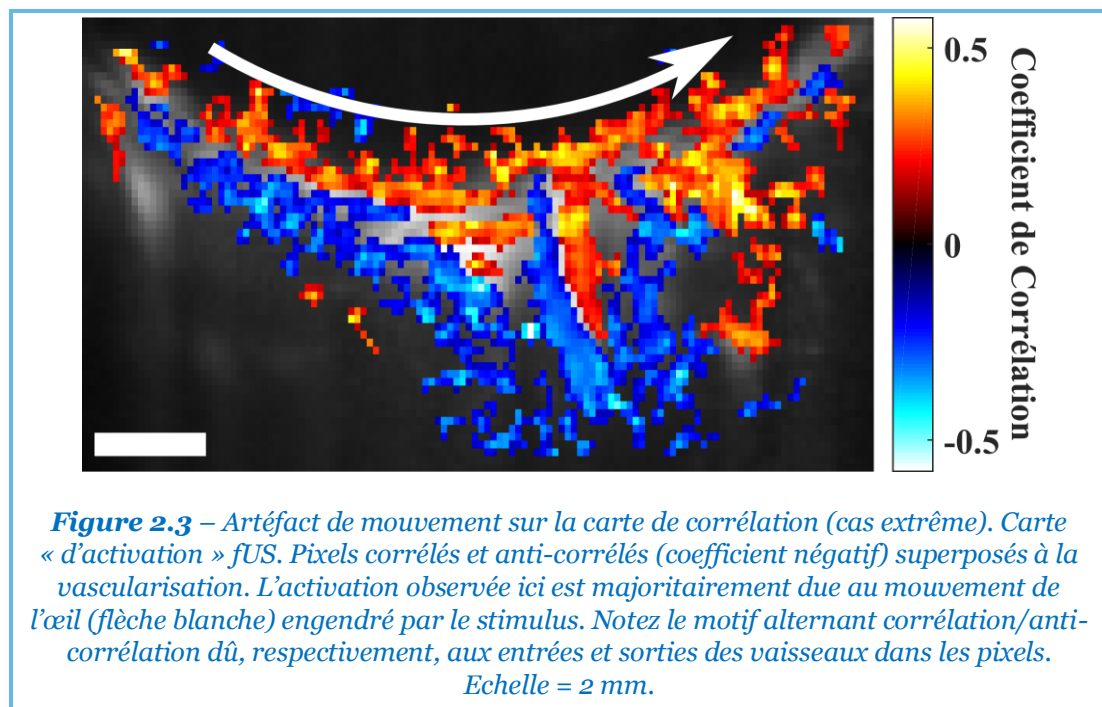 0.5
0
-0.5
Coefficient de Corrélation
Figure 2.3 – Artéfact de mouvement sur la carte de corrélation (cas extrême). Carte
« d’activation » fUS. Pixels corrélés et anti-corrélés (coefficient négatif) superposés à la
vascularisation. L’activation observée ici est majoritairement due au mouvement de
l’œil (flèche blanche) engendré par le stimulus. Notez le motif alternant corrélation/anti-
corrélation dû, respectivement, aux entrées et sorties des vaisseaux dans les pixels.
Echelle = 2 mm.